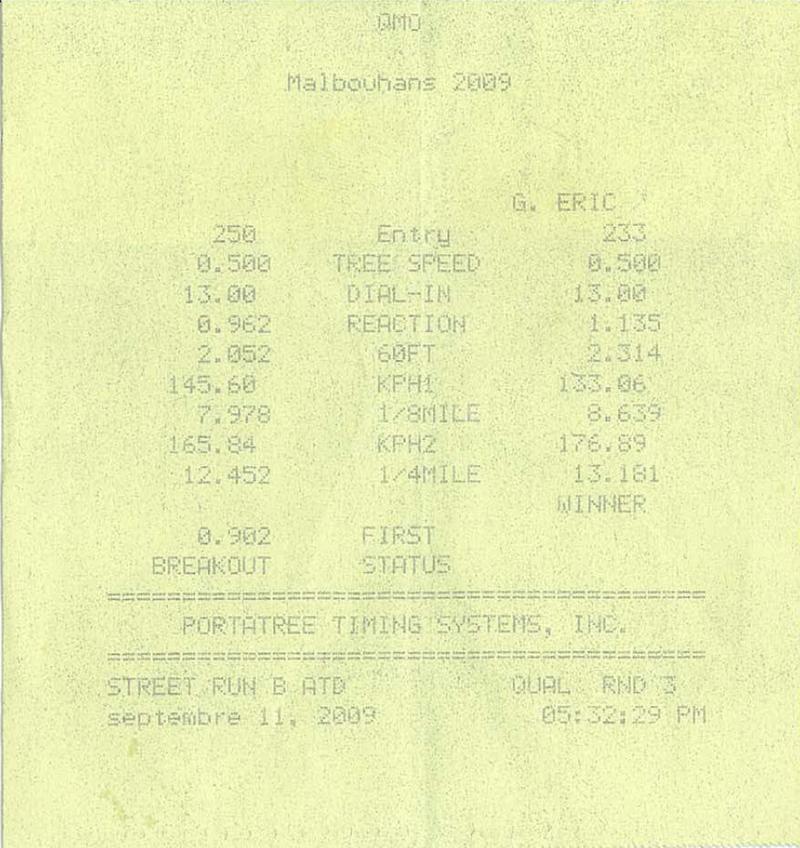 QMO
Malbouhans 2009
G. ERIC
250 Entry 233
0.500 TREE SPEED 0.500
13.00 DIAL-IN 13.00
0.962 REACTION 1.135
2.052 60FT 2.314
145.60 KPH1 133.06
7.978 1/8MILE 8.639
165.84 KPH2 176.89
12.452 1/4MILE 13.181
WINNER
0.902 FIRST
BREAKOUT STATUS
========================================
PORTATREE TIMING SYSTEMS, INC.
========================================
STREET RUN B ATD QUAL RND 3
septembre 11, 2009 05:32:29 PM